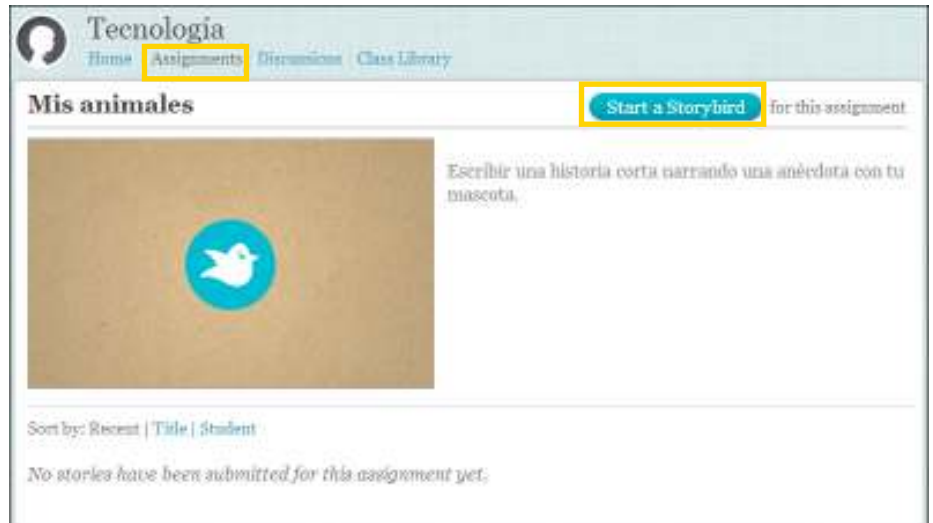 Tecnología
Home Assignments Discussions Class Library
Mis animales
Start a Storybird for this assignment
Escribir una historia corta narrando una anécdota con tu
mascota.
Sort by: Recent | Title | Student
No stories have been submitted for this assignment yet.